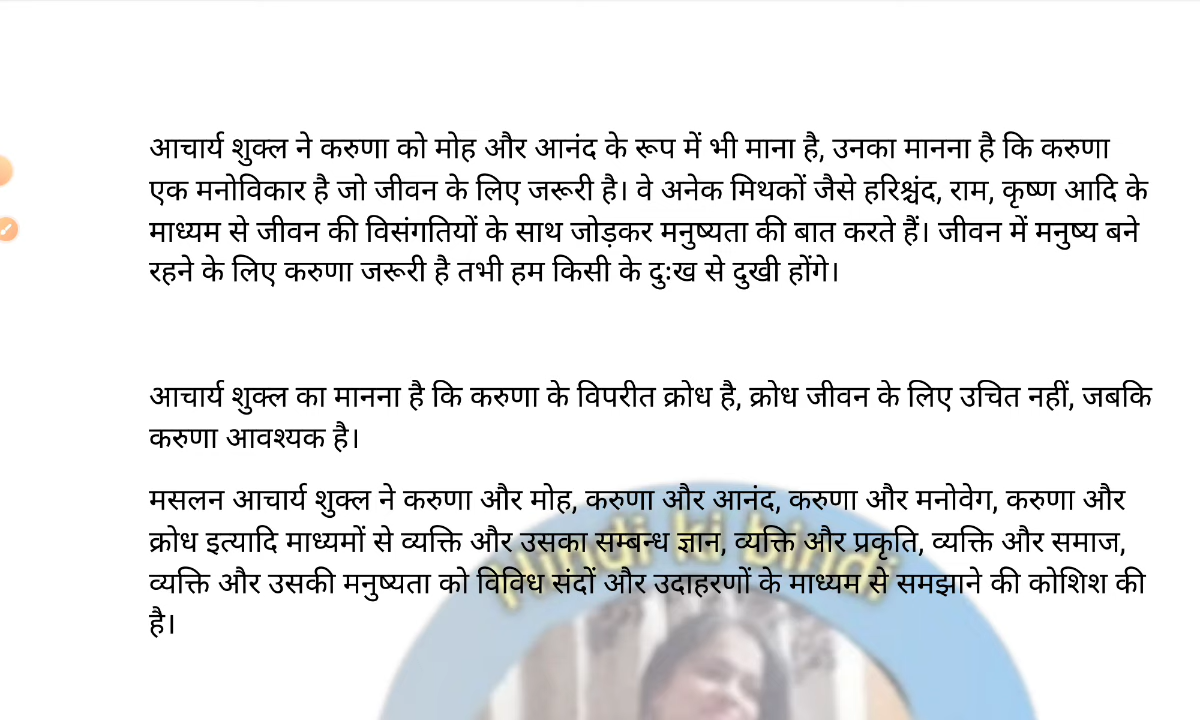 आचार्य शुक्ल ने करुणा को मोह और आनंद के रूप में भी माना है, उनका मानना है कि करुणा
एक मनोविकार है जो जीवन के लिए जरूरी है। वे अनेक मिथकों जैसे हरिश्चंद, राम, कृष्ण आदि के
माध्यम से जीवन की विसंगतियों के साथ जोड़कर मनुष्यता की बात करते हैं। जीवन में मनुष्य बने
रहने के लिए करुणा जरूरी है तभी हम किसी के दुःख से दुखी होंगे।
आचार्य शुक्ल का मानना है कि करुणा के विपरीत क्रोध है, क्रोध जीवन के लिए उचित नहीं, जबकि
करुणा आवश्यक है।
मसलन आचार्य शुक्ल ने करुणा और मोह, करुणा और आनंद, करुणा और मनोवेग, करुणा और
क्रोध इत्यादि माध्यमों से व्यक्ति और उसका सम्बन्ध ज्ञान, व्यक्ति और प्रकृति, व्यक्ति और समाज,
व्यक्ति और उसकी मनुष्यता को विविध संदों और उदाहरणों के माध्यम से समझाने की कोशिश की
है।
Hindi ki bindi